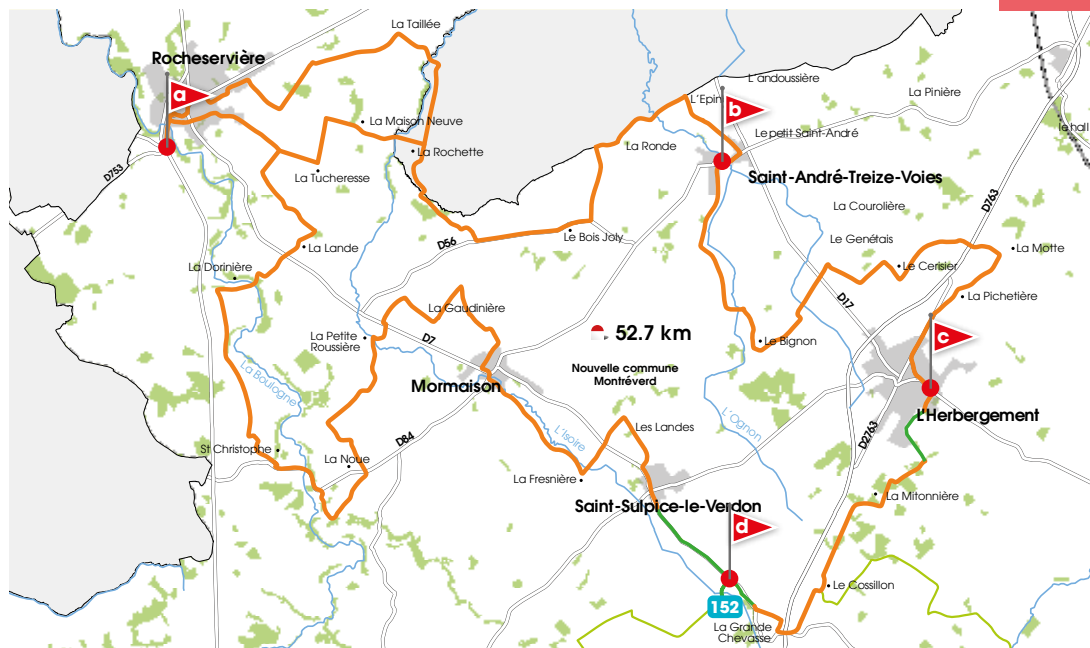 La Taillée
Rocheservière
L'andoussière
La Pinière
L'Epin
a
b
La Maison Neuve
Le petit Saint-André
le hall
La Ronde
La Rochette
D753
La Tucheresse
Saint-André-Treize-Voies
D763
La Courolière
D56
Le Bois Joly
Le Genétais
La Lande
La Motte
La Dorinière
Le Cerisier
La Pichetière
D17
La Gaudinière
La Petite
Roussière
D7
52.7 km
Le Bignon
c
La Boulogne
Nouvelle commune
Montréverd
Mormaison
L'Herbergement
L'Ognon
Les Landes
L'Isoire
D84
D2763
St Christophe
La Noue
La Fresnière
La Mitonnière
Saint-Sulpice-le-Verdon
d
Le Cossillon
152
La Grande
Chevasse